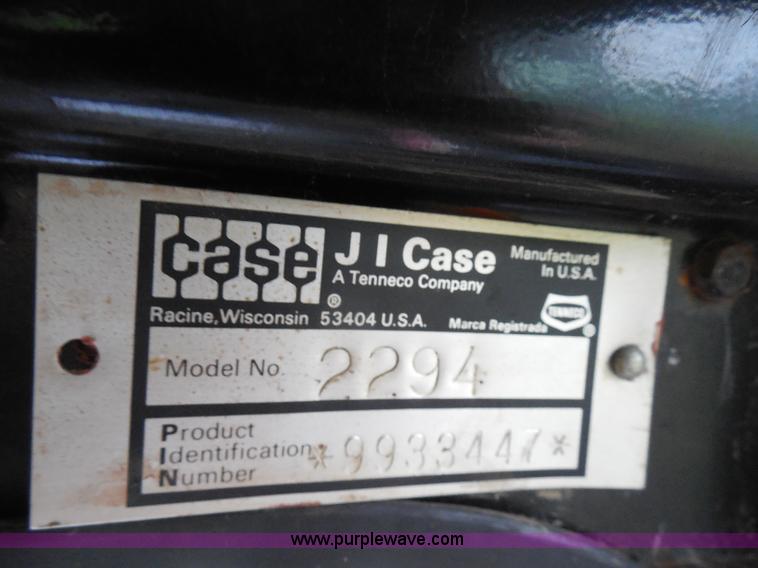 case
®
J I Case
A Tenneco Company
Manufactured
In U.S.A.
Racine, Wisconsin 53404 U.S.A.
Marca Registrada
TENNECO
®
Model No. 2294
Product
Identification
Number
*9933447*
www.purplewave.com